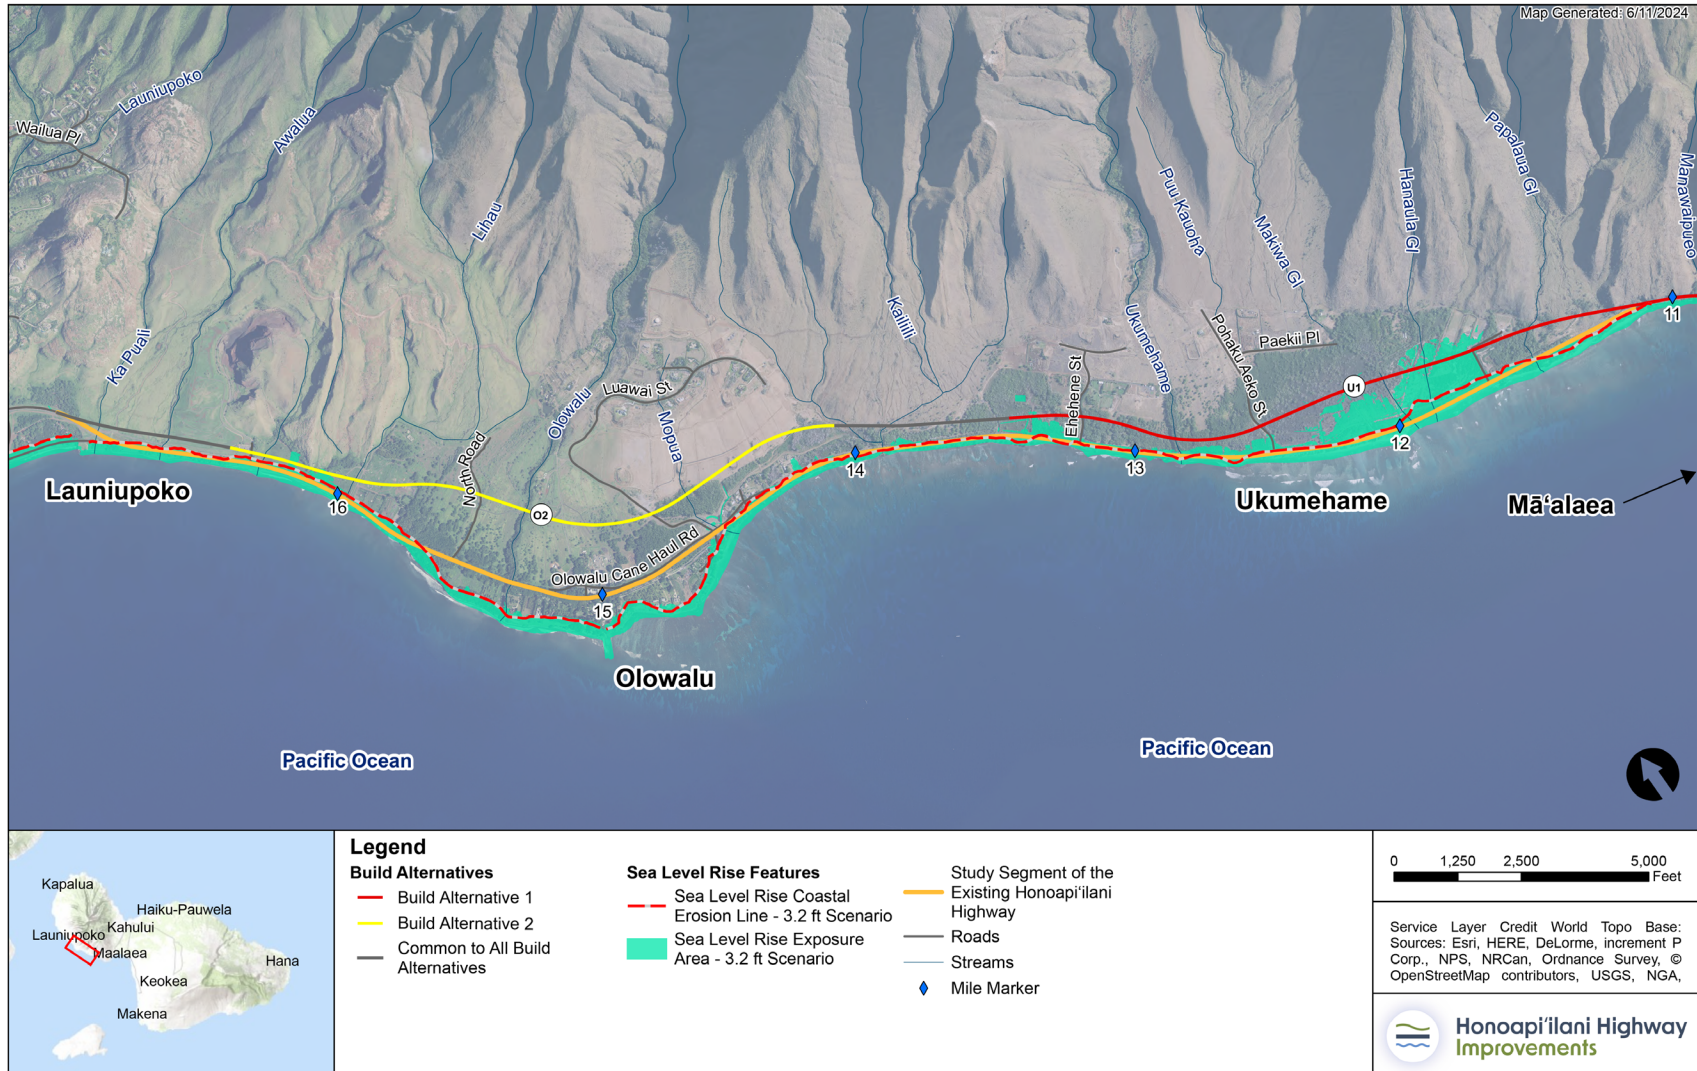 Map Generated: 6/11/2024
Launiupoko
Wailua Pl
Awalua
Lihau
Ka Puali
Olowalu
Luawai St
Mopua
North Road
Kailiili
Ukumehame
Puu Kauoha
Makiwa Gl
Hanaula Gl
Papalaua Gl
Manawaipueo
Pohaku Aeko St
Paekii Pl
Ehehene St
U1
O2
11
12
13
14
15
16
Olowalu Cane Haul Rd
Launiupoko
Olowalu
Ukumehame
Mā‘alaea
Pacific Ocean
Pacific Ocean
Kapalua
Haiku-Pauwela
Kahului
Launiupoko
Maalaea
Hana
Keokea
Makena
Legend
Build Alternatives
Build Alternative 1
Build Alternative 2
Common to All Build
Alternatives
Sea Level Rise Features
Sea Level Rise Coastal
Erosion Line - 3.2 ft Scenario
Sea Level Rise Exposure
Area - 3.2 ft Scenario
Study Segment of the
Existing Honoapi‘ilani
Highway
Roads
Streams
Mile Marker
0 1,250 2,500 5,000
Feet
Service Layer Credit World Topo Base:
Sources: Esri, HERE, DeLorme, increment P
Corp., NPS, NRCan, Ordnance Survey, ©
OpenStreetMap contributors, USGS, NGA,
Honoapi‘ilani Highway
Improvements